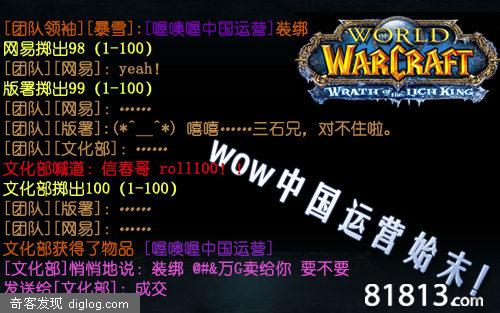 [团队领袖][暴雪]:[喔噢喔中国运营]装绑
网易掷出98 (1-100)
[团队][网易]: yeah!
版署掷出99 (1-100)
[团队][网易]: ……
[团队][版署]:(*^__^*) 嘻嘻……三石兄，对不住啦。
[团队][文化部]: ……
文化部喊道: 信春哥 roll100!!
文化部掷出100 (1-100)
[团队][版署]: ……
[团队][网易]: ……
文化部获得了物品 [喔噢喔中国运营]
[文化部]悄悄地说: 装绑 @#&万G卖给你 要不要
发送给[文化部]: 成交
WORLD
OF
WARCRAFT
WRATH of the LICH KING
WOW中国运营始末!
奇客发现 diglog.com
81813.com